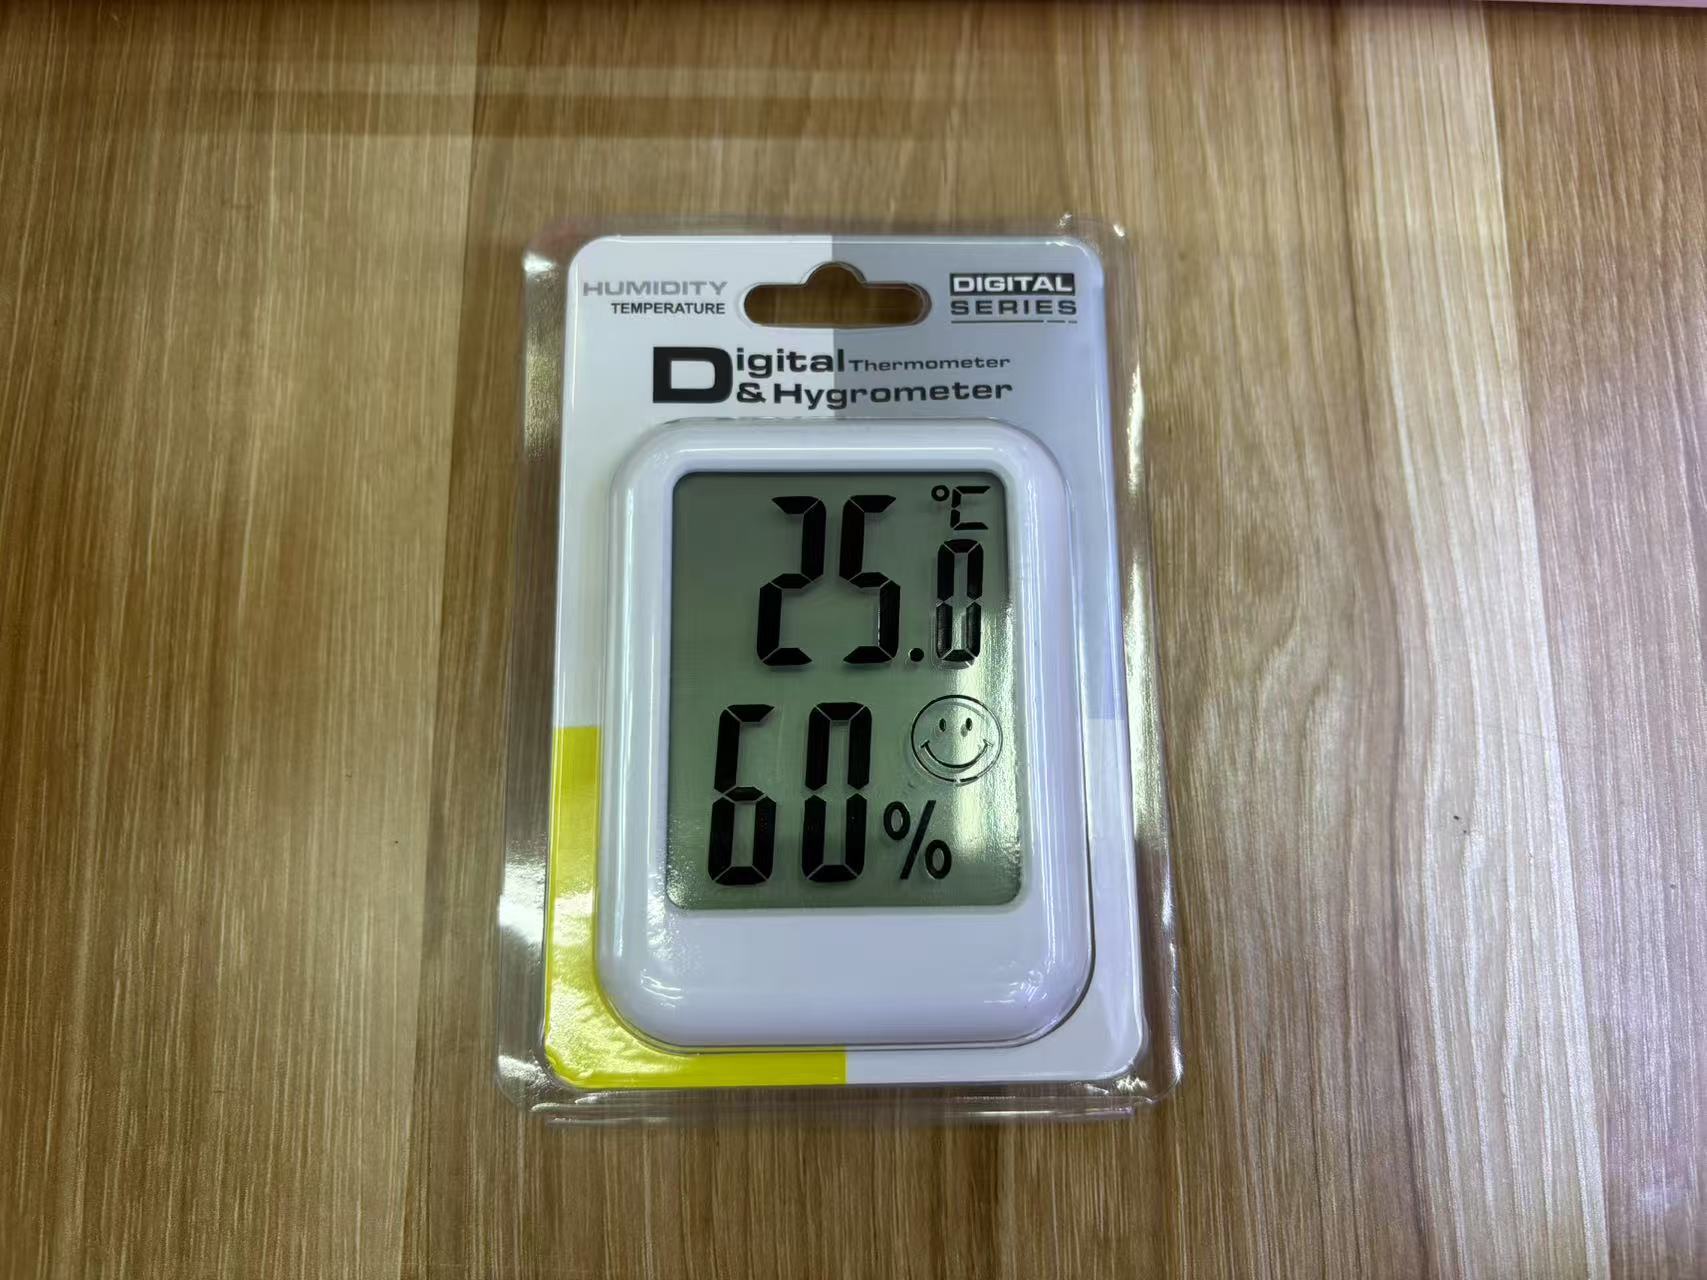 HUMIDITY
TEMPERATURE
DIGITAL
SERIES
Digital Thermometer
& Hygrometer
°C
25.0
60%